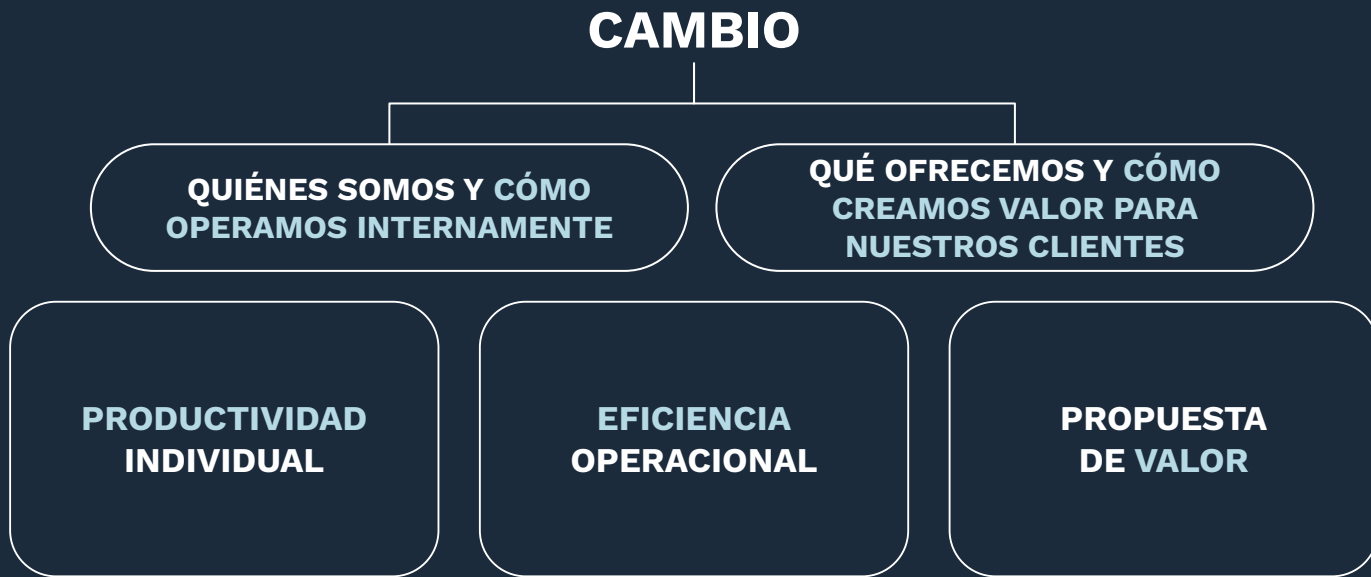 CAMBIO
QUIÉNES SOMOS Y CÓMO
OPERAMOS INTERNAMENTE
QUÉ OFRECEMOS Y CÓMO
CREAMOS VALOR PARA
NUESTROS CLIENTES
PRODUCTIVIDAD
INDIVIDUAL
EFICIENCIA
OPERACIONAL
PROPUESTA
DE VALOR